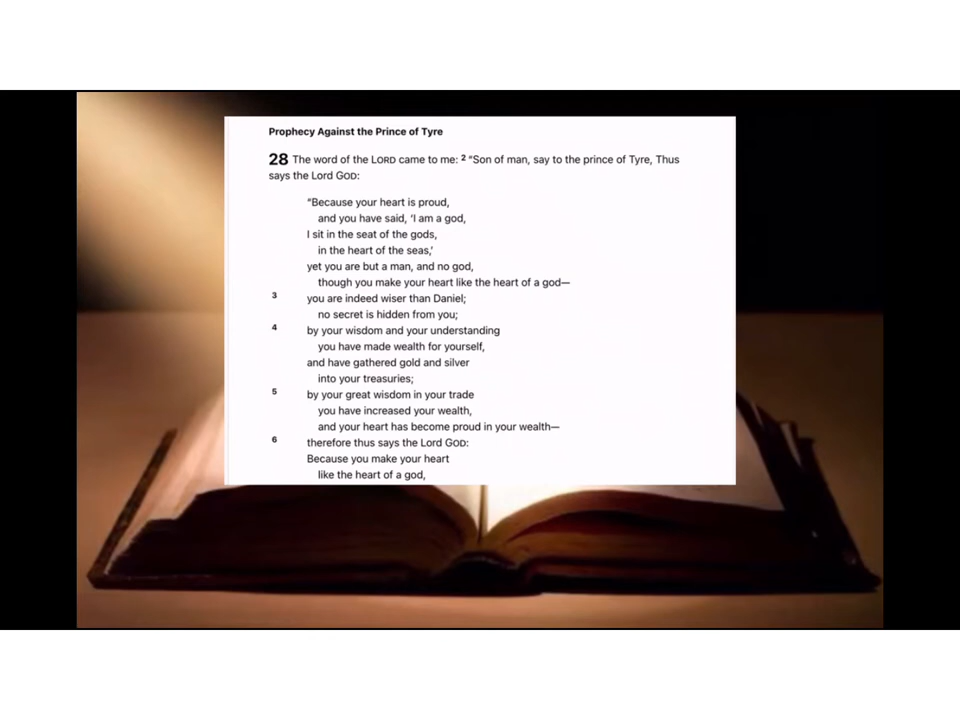 Prophecy Against the Prince of Tyre
28 The word of the LORD came to me: 2 “Son of man, say to the prince of Tyre, Thus
says the Lord GOD:
“Because your heart is proud,
and you have said, ‘I am a god,
I sit in the seat of the gods,
in the heart of the seas,’
yet you are but a man, and no god,
though you make your heart like the heart of a god—
3 you are indeed wiser than Daniel;
no secret is hidden from you;
4 by your wisdom and your understanding
you have made wealth for yourself,
and have gathered gold and silver
into your treasuries;
5 by your great wisdom in your trade
you have increased your wealth,
and your heart has become proud in your wealth—
6 therefore thus says the Lord GOD:
Because you make your heart
like the heart of a god,